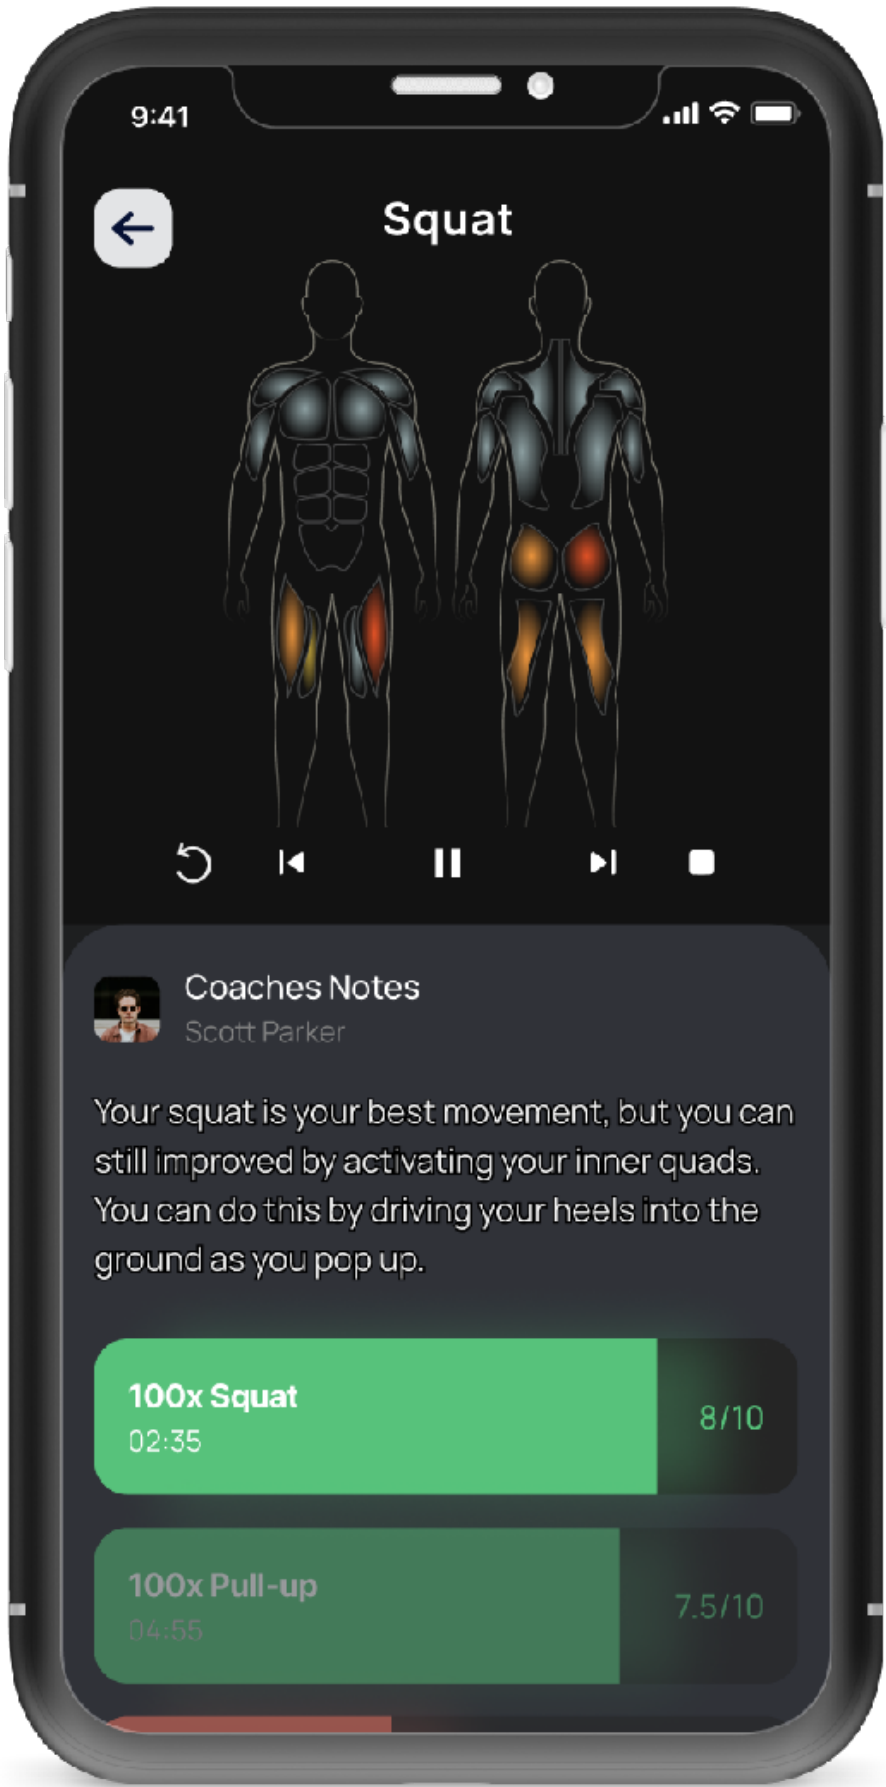 9:41
Squat
Coaches Notes
Scott Parker
Your squat is your best movement, but you can
still improved by activating your inner quads.
You can do this by driving your heels into the
ground as you pop up.
100x Squat
02:35
8/10
100x Pull-up
04:55
7.5/10